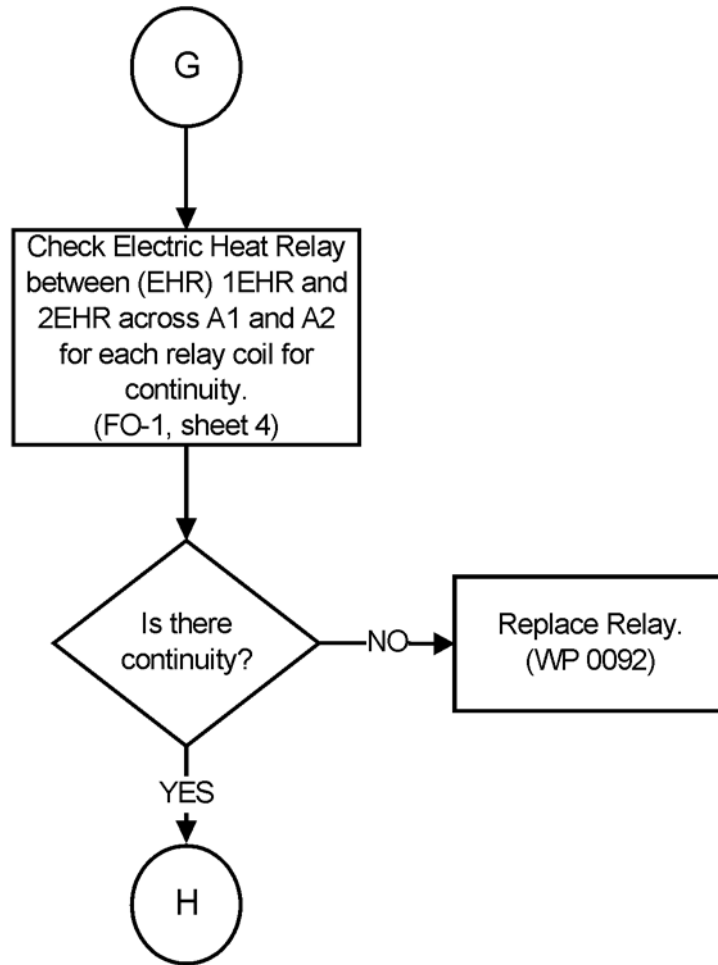 G
Check Electric Heat Relay
between (EHR) 1EHR and
2EHR across A1 and A2
for each relay coil for
continuity.
(FO-1, sheet 4)
Is there
continuity?
NO
Replace Relay.
(WP 0092)
YES
H